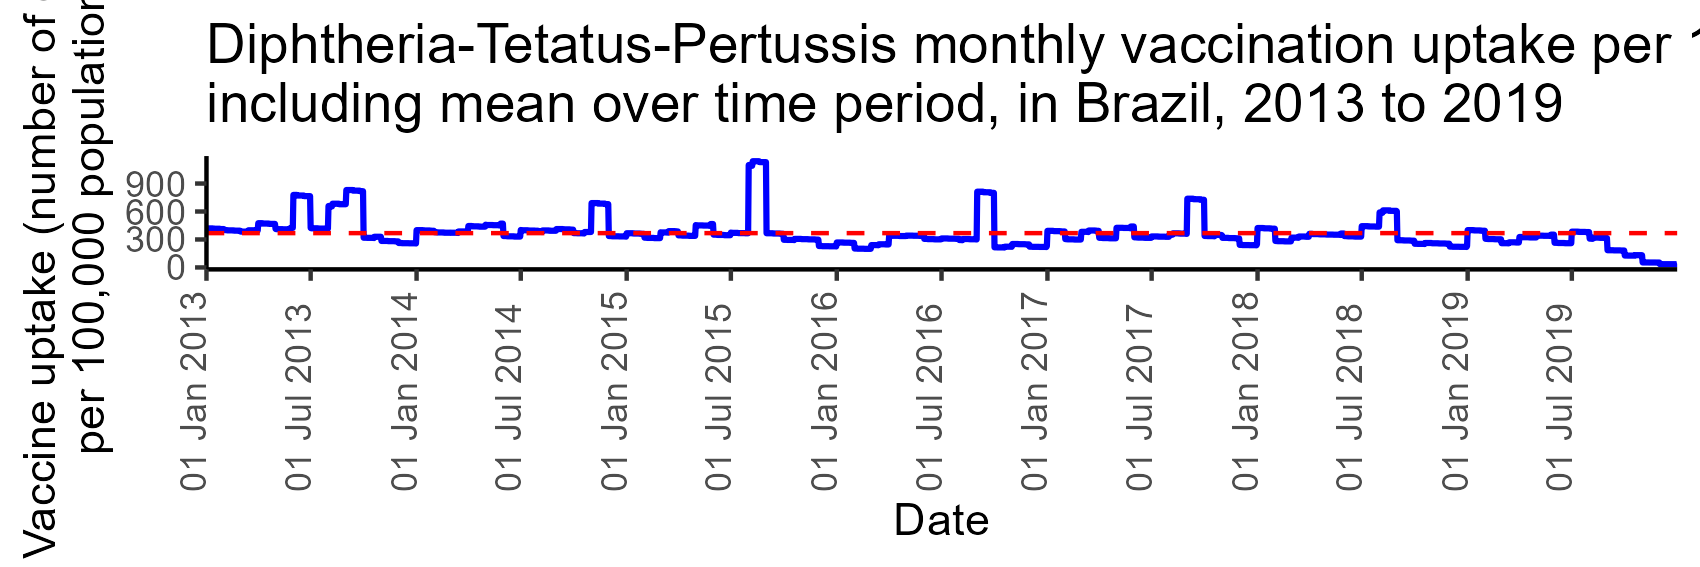 Diphtheria-Tetatus-Pertussis monthly vaccination uptake per
including mean over time period, in Brazil, 2013 to 2019
Vaccine uptake (number of
per 100,000 population
900
600
300
0
01 Jan 2013
01 Jul 2013
01 Jan 2014
01 Jul 2014
01 Jan 2015
01 Jul 2015
01 Jan 2016
01 Jul 2016
01 Jan 2017
01 Jul 2017
01 Jan 2018
01 Jul 2018
01 Jan 2019
01 Jul 2019
Date